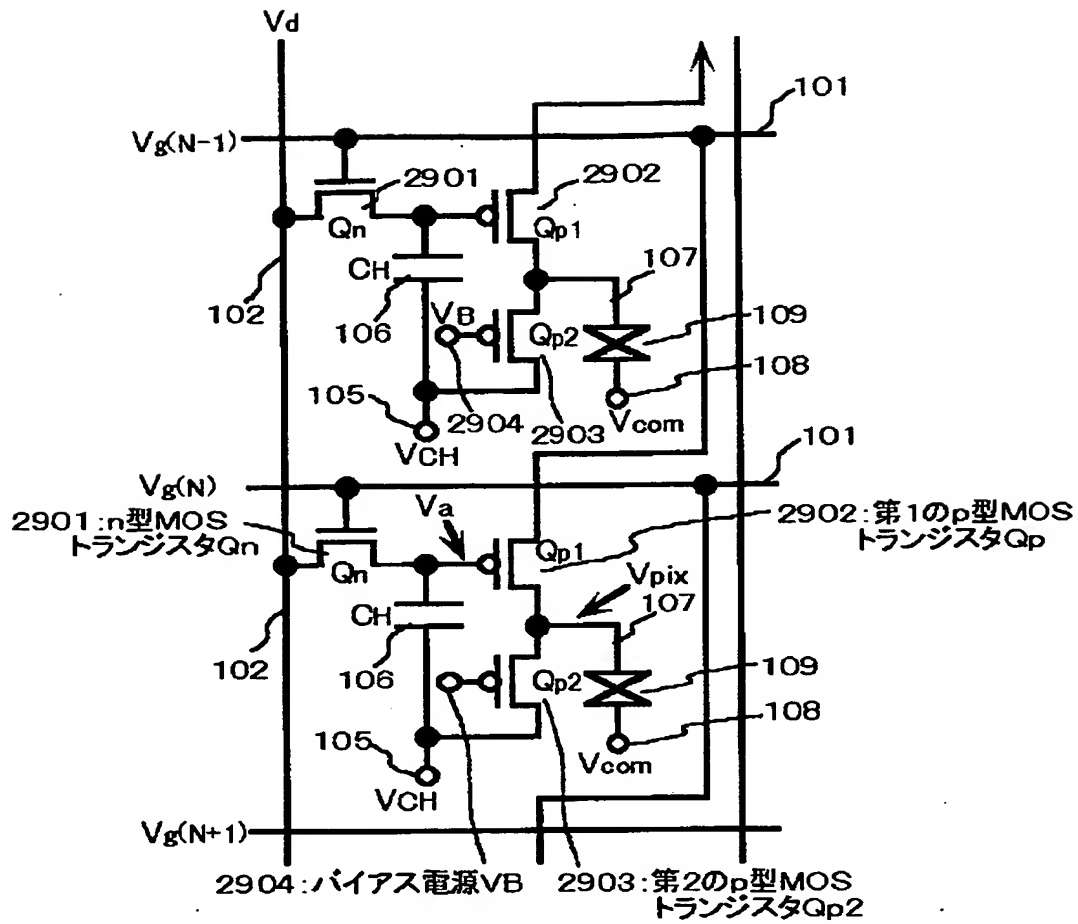 Vd
101
Vg(N-1)
2901
2902
Qn
Qp1
CH
107
102
106
VB
Qp2
109
105
108
2904
2903
Vcom
VCH
101
Vg(N)
2901:n型MOS
トランジスタQn
Va
2902:第1のp型MOS
トランジスタQp
Qp1
Qn
Vpix
107
CH
102
106
Qp2
109
105
108
VCH
Vcom
Vg(N+1)
2904:バイアス電源VB
2903:第2のp型MOS
トランジスタQp2